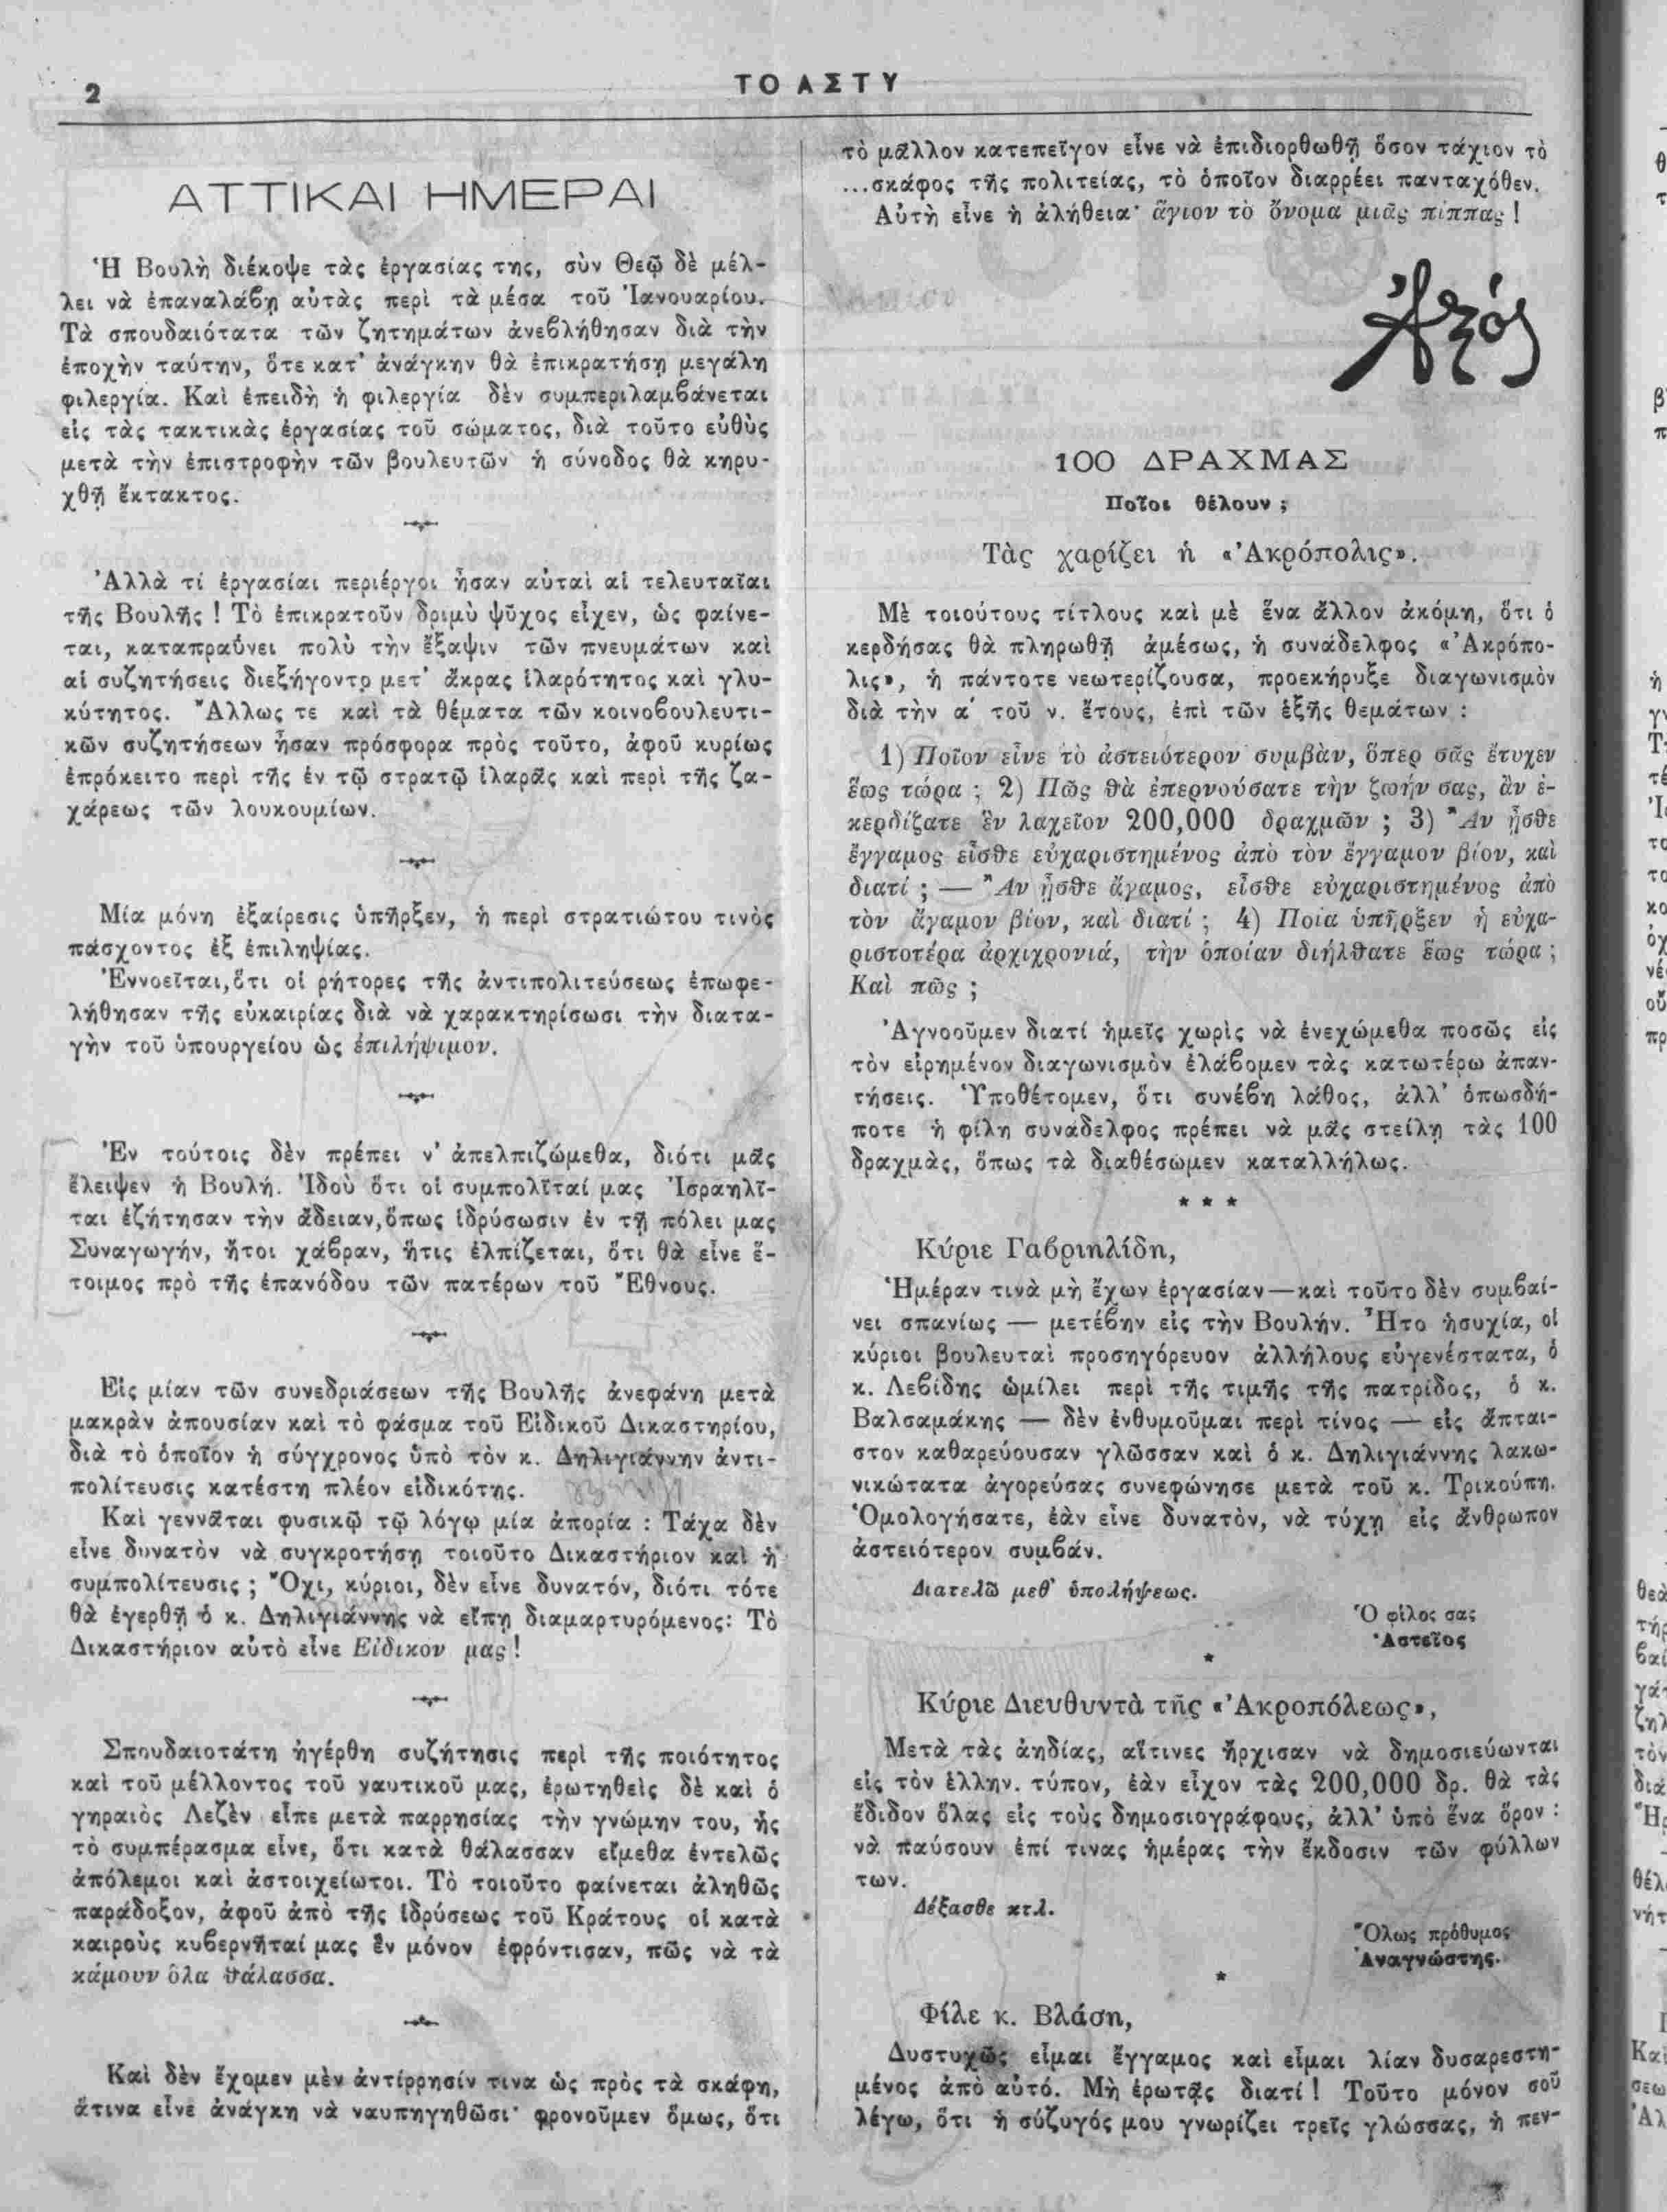 2
ΤΟ ΑΣΤΥ
ΑΤΤΙΚΑΙ ΗΜΕΡΑΙ
Ἡ Βουλὴ διέκοψε τὰς ἐργασίας της, σὺν Θεῷ δὲ μέλ-
λει νὰ ἐπαναλάβῃ αὐτὰς περὶ τὰ μέσα τοῦ Ἰανουαρίου.
Τὰ σπουδαιότατα τῶν ζητημάτων ἀνεβλήθησαν διὰ τὴν
ἐποχὴν ταύτην, ὅτε κατ' ἀνάγκην θὰ ἐπικρατήσῃ μεγάλη
φιλεργία. Καὶ ἐπειδὴ ἡ φιλεργία δὲν συμπεριλαμβάνεται
εἰς τὰς τακτικὰς ἐργασίας τοῦ σώματος, διὰ τοῦτο εὐθὺς
μετὰ τὴν ἐπιστροφὴν τῶν βουλευτῶν ἡ σύνοδος θὰ κηρυ-
χθῇ ἔκτακτος.
Ἀλλὰ τί ἐργασίαι περιέργοι ἦσαν αὐταὶ αἱ τελευταῖαι
τῆς Βουλῆς ! Τὸ ἐπικρατοῦν δριμὺ ψῦχος εἶχεν, ὡς φαίνε-
ται, καταπραΰνει πολὺ τὴν ἔξαψιν τῶν πνευμάτων καὶ
αἱ συζητήσεις διεξήγοντο μετ' ἄκρας ἱλαρότητος καὶ γλυ-
κύτητος. Ἄλλως τε καὶ τὰ θέματα τῶν κοινοβουλευτι-
κῶν συζητήσεων ἦσαν πρόσφορα πρὸς τοῦτο, ἀφοῦ κυρίως
ἐπρόκειτο περὶ τῆς ἐν τῷ στρατῷ ἱλαρᾶς καὶ περὶ τῆς ζα-
χάρεως τῶν λουκουμίων.
Μία μόνη ἐξαίρεσις ὑπῆρξεν, ἡ περὶ στρατιώτου τινὸς
πάσχοντος ἐξ ἐπιληψίας.
Ἐννοεῖται, ὅτι οἱ ρήτορες τῆς ἀντιπολιτεύσεως ἐπωφε-
λήθησαν τῆς εὐκαιρίας διὰ νὰ χαρακτηρίσωσι τὴν διατα-
γὴν τοῦ ὑπουργείου ὡς ἐπιλήψιμον.
Ἐν τούτοις δὲν πρέπει ν' ἀπελπιζώμεθα, διότι μᾶς
ἔλειψεν ἡ Βουλή. Ἰδοὺ ὅτι οἱ συμπολῖταί μας Ἰσραηλῖ-
ται ἐζήτησαν τὴν ἄδειαν, ὅπως ἱδρύσωσιν ἐν τῇ πόλει μας
Συναγωγήν, ἤτοι χάβραν, ἥτις ἐλπίζεται, ὅτι θὰ εἶνε ἕ-
τοιμος πρὸ τῆς ἐπανόδου τῶν πατέρων τοῦ Ἔθνους.
Εἰς μίαν τῶν συνεδριάσεων τῆς Βουλῆς ἀνεφάνη μετὰ
μακρὰν ἀπουσίαν καὶ τὸ φάσμα τοῦ Εἰδικοῦ Δικαστηρίου,
διὰ τὸ ὁποῖον ἡ σύγχρονος ὑπὸ τὸν κ. Δηλιγιάννην ἀντι-
πολίτευσις κατέστη πλέον εἰδικότης.
Καὶ γεννᾶται φυσικῷ τῷ λόγῳ μία ἀπορία : Τάχα δὲν
εἶνε δυνατὸν νὰ συγκροτήσῃ τοιοῦτο Δικαστήριον καὶ ἡ
συμπολίτευσις ; Ὄχι, κύριοι, δὲν εἶνε δυνατόν, διότι τότε
θὰ ἐγερθῇ ὁ κ. Δηλιγιάννης νὰ εἴπῃ διαμαρτυρόμενος: Τὸ
Δικαστήριον αὐτὸ εἶνε Εἰδικον μας !
Σπουδαιοτάτη ἠγέρθη συζήτησις περὶ τῆς ποιότητος
καὶ τοῦ μέλλοντος τοῦ ναυτικοῦ μας, ἐρωτηθεὶς δὲ καὶ ὁ
γηραιὸς Λεζὲν εἶπε μετὰ παρρησίας τὴν γνώμην του, ἧς
τὸ συμπέρασμα εἶνε, ὅτι κατὰ θάλασσαν εἴμεθα ἐντελῶς
ἀπόλεμοι καὶ ἀστοιχείωτοι. Τὸ τοιοῦτο φαίνεται ἀληθῶς
παράδοξον, ἀφοῦ ἀπὸ τῆς ἱδρύσεως τοῦ Κράτους οἱ κατὰ
καιροὺς κυβερνῆταί μας ἓν μόνον ἐφρόντισαν, πῶς νὰ τὰ
κάμουν ὅλα θάλασσα.
Καὶ δὲν ἔχομεν μὲν ἀντίρρησίν τινα ὡς πρὸς τὰ σκάφη,
ἅτινα εἶνε ἀνάγκη νὰ ναυπηγηθῶσι· φρονοῦμεν ὅμως, ὅτι
τὸ μᾶλλον κατεπεῖγον εἶνε νὰ ἐπιδιορθωθῇ ὅσον τάχιον τὸ
...σκάφος τῆς πολιτείας, τὸ ὁποῖον διαρρέει πανταχόθεν.
Αὐτὴ εἶνε ἡ ἀλήθεια· ἅγιον τὸ ὄνομα μιᾶς πίππας !
100 ΔΡΑΧΜΑΣ
Ποῖοι θέλουν ;
Τὰς χαρίζει ἡ «Ἀκρόπολις».
Μὲ τοιούτους τίτλους καὶ μὲ ἕνα ἄλλον ἀκόμη, ὅτι ὁ
κερδήσας θὰ πληρωθῇ ἀμέσως, ἡ συνάδελφος «Ἀκρόπο-
λις», ἡ πάντοτε νεωτερίζουσα, προεκήρυξε διαγωνισμὸν
διὰ τὴν α΄ τοῦ ν. ἔτους, ἐπὶ τῶν ἑξῆς θεμάτων :
1) Ποῖον εἶνε τὸ ἀστειότερον συμβὰν, ὅπερ σᾶς ἔτυχεν
ἕως τώρα ; 2) Πῶς θὰ ἐπερνούσατε τὴν ζωήν σας, ἂν ἐ-
κερδίζατε ἓν λαχεῖον 200,000 δραχμῶν ; 3) Ἂν ᾖσθε
ἔγγαμος εἶσθε εὐχαριστημένος ἀπὸ τὸν ἔγγαμον βίον, καὶ
διατί ; — Ἂν ᾖσθε ἄγαμος, εἶσθε εὐχαριστημένος ἀπὸ
τὸν ἄγαμον βίον, καὶ διατί ; 4) Ποία ὑπῆρξεν ἡ εὐχα-
ριστοτέρα ἀρχιχρονιά, τὴν ὁποίαν διήλθατε ἕως τώρα ;
Καὶ πῶς ;
Ἀγνοοῦμεν διατί ἡμεῖς χωρὶς νὰ ἐνεχώμεθα ποσῶς εἰς
τὸν εἰρημένον διαγωνισμὸν ἐλάβομεν τὰς κατωτέρω ἀπαν-
τήσεις. Ὑποθέτομεν, ὅτι συνέβη λάθος, ἀλλ' ὁπωσδή-
ποτε ἡ φίλη συνάδελφος πρέπει νὰ μᾶς στείλῃ τὰς 100
δραχμὰς, ὅπως τὰ διαθέσωμεν καταλλήλως.
* * *
Κύριε Γαβριηλίδη,
Ἡμέραν τινὰ μὴ ἔχων ἐργασίαν—καὶ τοῦτο δὲν συμβαί-
νει σπανίως — μετέβην εἰς τὴν Βουλήν. Ἦτο ἡσυχία, οἱ
κύριοι βουλευταὶ προσηγόρευον ἀλλήλους εὐγενέστατα, ὁ
κ. Λεβίδης ὡμίλει περὶ τῆς τιμῆς τῆς πατρίδος, ὁ κ.
Βαλσαμάκης — δὲν ἐνθυμοῦμαι περὶ τίνος — εἰς ἄπται-
στον καθαρεύουσαν γλῶσσαν καὶ ὁ κ. Δηλιγιάννης λακω-
νικώτατα ἀγορεύσας συνεφώνησε μετὰ τοῦ κ. Τρικούπη.
Ὁμολογήσατε, ἐὰν εἶνε δυνατὸν, νὰ τύχῃ εἰς ἄνθρωπον
ἀστειότερον συμβάν.
Διατελῶ μεθ' ὑπολήψεως.
Ὁ φίλος σας
Ἀστεῖος
*
Κύριε Διευθυντὰ τῆς «Ἀκροπόλεως»,
Μετὰ τὰς ἀηδίας, αἵτινες ἤρχισαν νὰ δημοσιεύωνται
εἰς τὸν ἑλλην. τύπον, ἐὰν εἶχον τὰς 200,000 δρ. θὰ τὰς
ἔδιδον ὅλας εἰς τοὺς δημοσιογράφους, ἀλλ' ὑπὸ ἕνα ὅρον :
νὰ παύσουν ἐπί τινας ἡμέρας τὴν ἔκδοσιν τῶν φύλλων
των.
Δέξασθε κτλ.
Ὅλως πρόθυμος
Ἀναγνώστης.
*
Φίλε κ. Βλάση,
Δυστυχῶς εἶμαι ἔγγαμος καὶ εἶμαι λίαν δυσαρεστη-
μένος ἀπὸ αὐτό. Μὴ ἐρωτᾷς διατί ! Τοῦτο μόνον σοῦ
λέγω, ὅτι ἡ σύζυγός μου γνωρίζει τρεῖς γλώσσας, ἡ πεν-